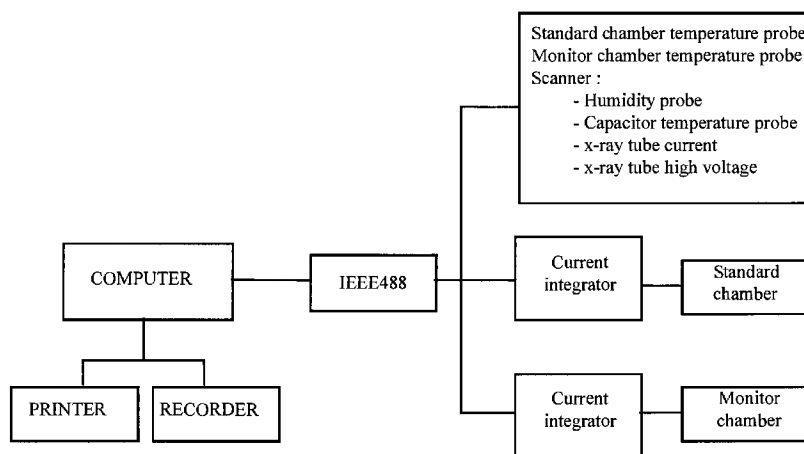 Standard chamber temperature probe
Monitor chamber temperature probe
Scanner :
- Humidity probe
- Capacitor temperature probe
- x-ray tube current
- x-ray tube high voltage
COMPUTER
IEEE488
Current
integrator
Standard
chamber
PRINTER
RECORDER
Current
integrator
Monitor
chamber